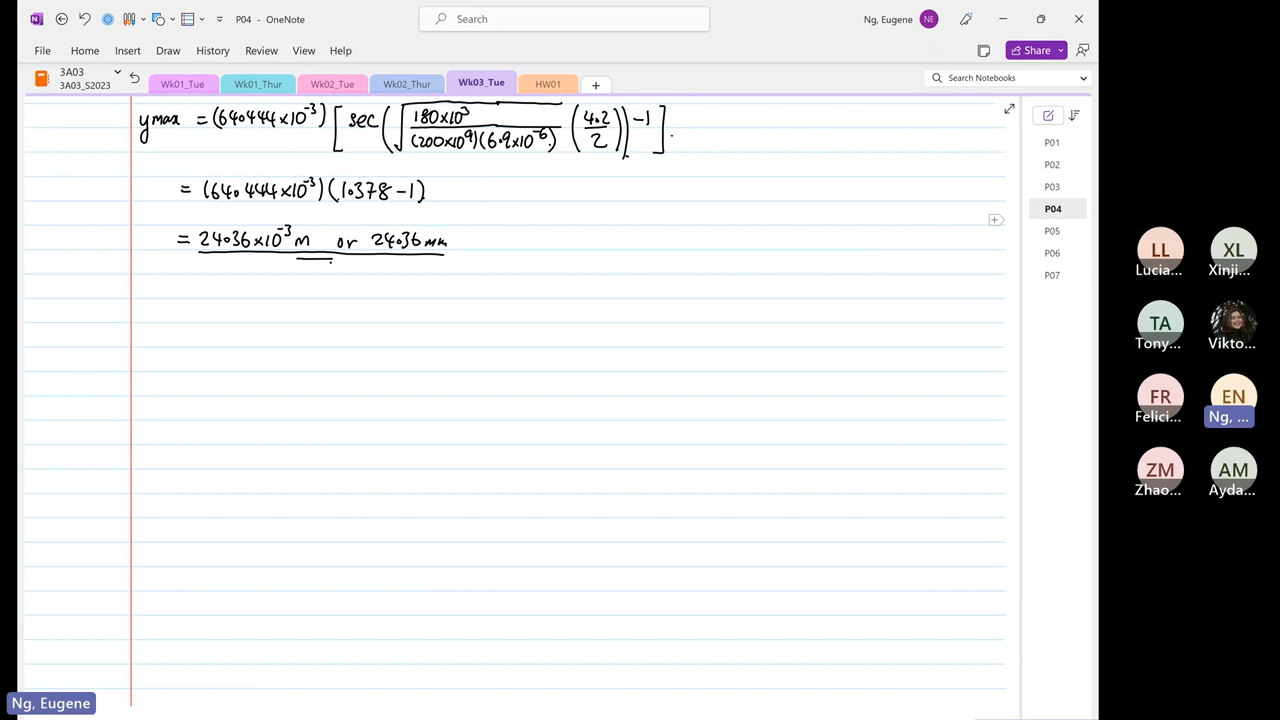 P04 - OneNote
Search
Ng, Eugene
NE
File Home Insert Draw History Review View Help
Share
3A03
3A03_S2023
Wk01_Tue
Wk01_Thur
Wk02_Tue
Wk02_Thur
Wk03_Tue
HW01
+
Search Notebooks
ymax = (64.444×10⁻³) [ sec ( √ 180×10³ / (200×10⁹)(6.9×10⁻⁶) ( 4.2 / 2 ) ) −1 ] .
= (64.444×10⁻³) (1.378 −1)
= 24.36×10⁻³ m or 24.36 mm
P01
P02
P03
P04
P05
P06
P07
LL
Lucia...
XL
Xinji...
TA
Tony...
Vikto...
FR
Felici...
EN
Ng, ...
ZM
Zhao...
AM
Ayda...
Ng, Eugene